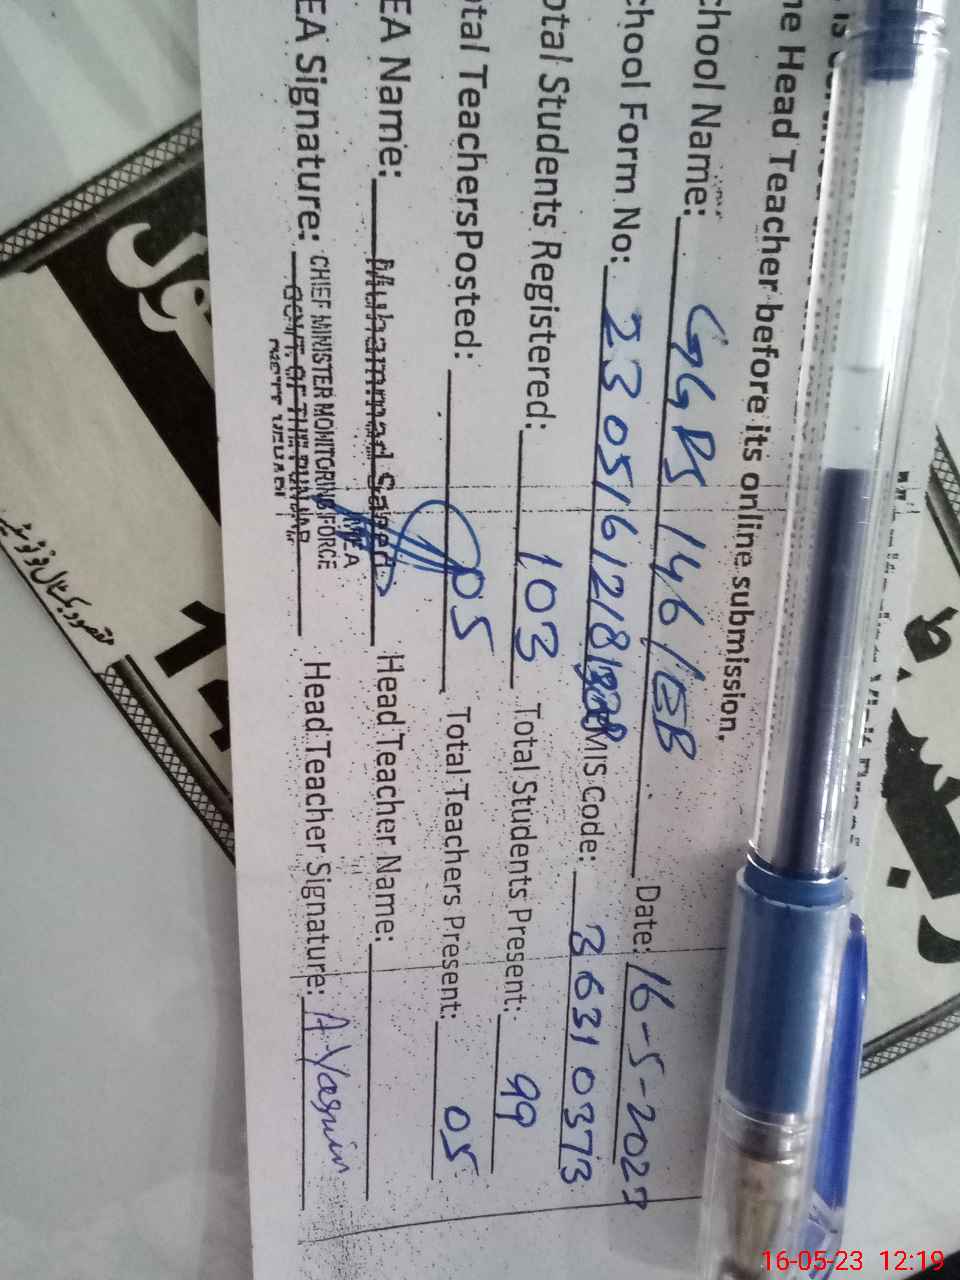 he Head Teacher before its online submission.
chool Name: GGPS 146/EB Date: 16-5-2023
chool Form No: 2305161218 MIS Code: 36310373
otal Students Registered: 103 Total Students Present: 99
otal TeachersPosted: 05 Total Teachers Present: 05
EA Name: Muhammad Saeed Head Teacher Name:
EA Signature: Head Teacher Signature: A Yasmin
MEA
CHIEF MINISTER MONITORING FORCE
GOVT. OF THE PUNJAB
16-05-23 12:19